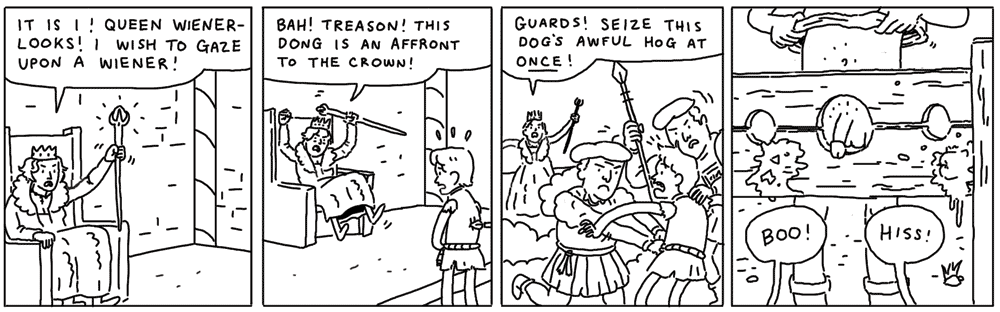 IT IS I! QUEEN WIENER-
LOOKS! I WISH TO GAZE
UPON A WIENER!
BAH! TREASON! THIS
DONG IS AN AFFRONT
TO THE CROWN!
GUARDS! SEIZE THIS
DOG'S AWFUL HOG AT
ONCE!
BOO!
HISS!